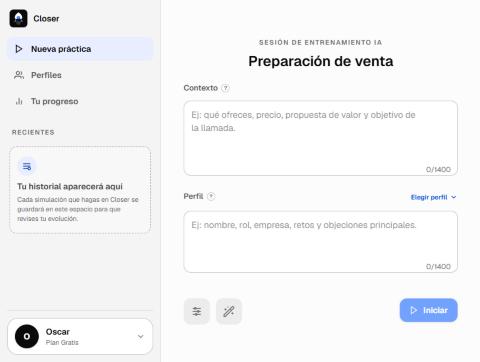 Closer
Nueva práctica
Perfiles
Tu progreso
RECIENTES
Tu historial aparecerá aquí
Cada simulación que hagas en Closer se
guardará en este espacio para que
revises tu evolución.
O
Oscar
Plan Gratis
SESIÓN DE ENTRENAMIENTO IA
Preparación de venta
Contexto ?
Ej: qué ofreces, precio, propuesta de valor y objetivo de
la llamada.
0/1400
Perfil ?
Elegir perfil
Ej: nombre, rol, empresa, retos y objeciones principales.
0/1400
Iniciar